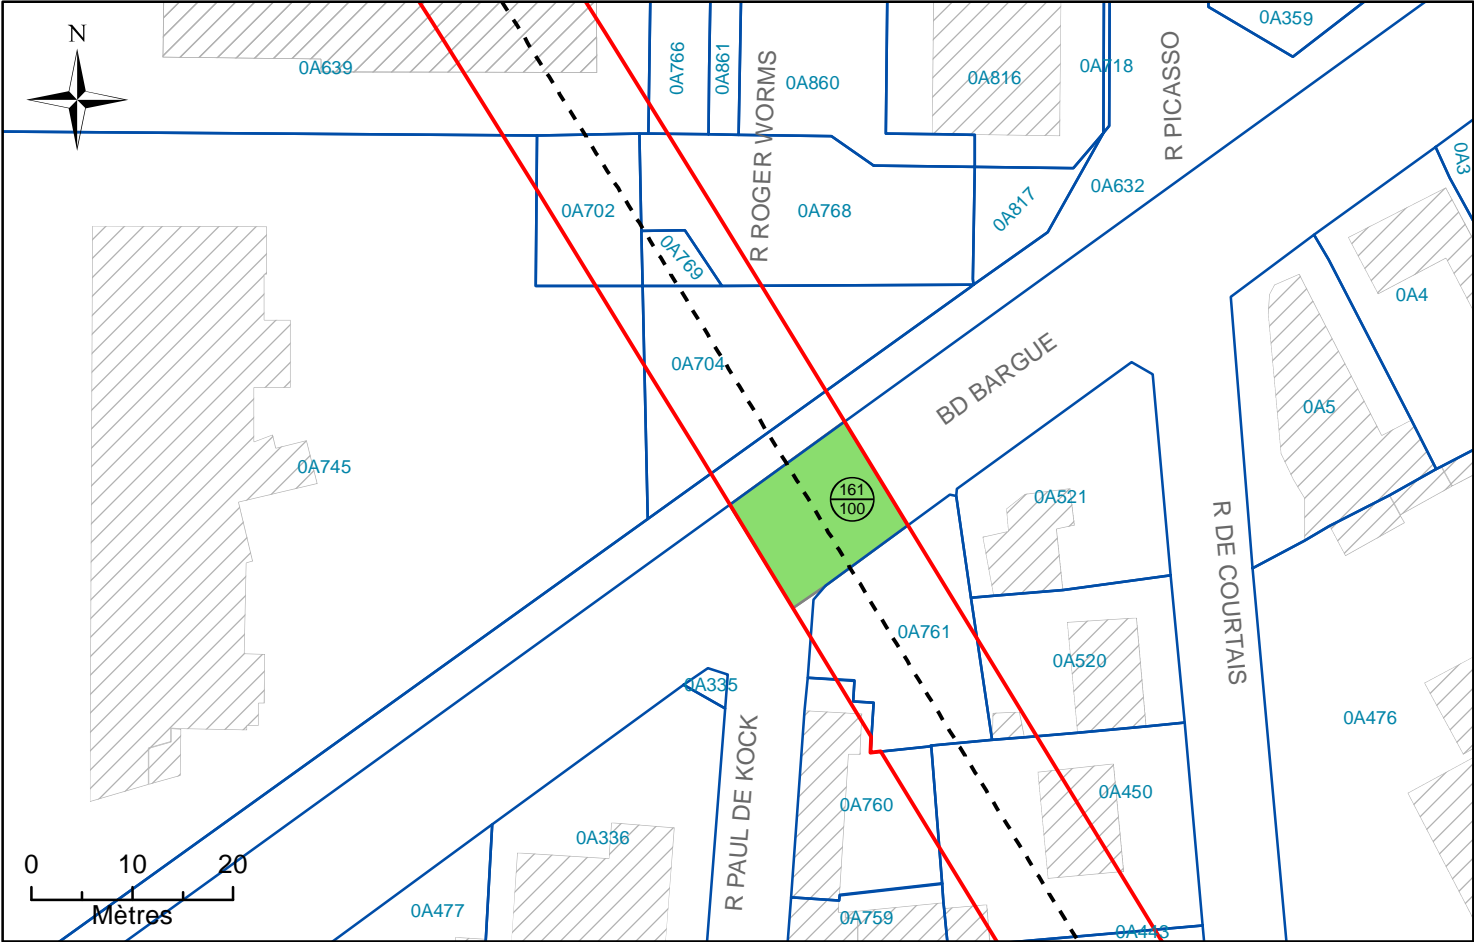 N
0A639
0A766
0A861
0A860
R ROGER WORMS
0A816
0A718
R PICASSO
0A359
0A3
0A702
0A768
0A817
0A632
0A769
0A4
0A704
BD BARGUE
0A5
0A745
161
100
0A521
R DE COURTAIS
0A761
0A520
0A335
0A476
R PAUL DE KOCK
0A760
0A450
0A336
0 10 20
Mètres
0A477
0A759
0A443